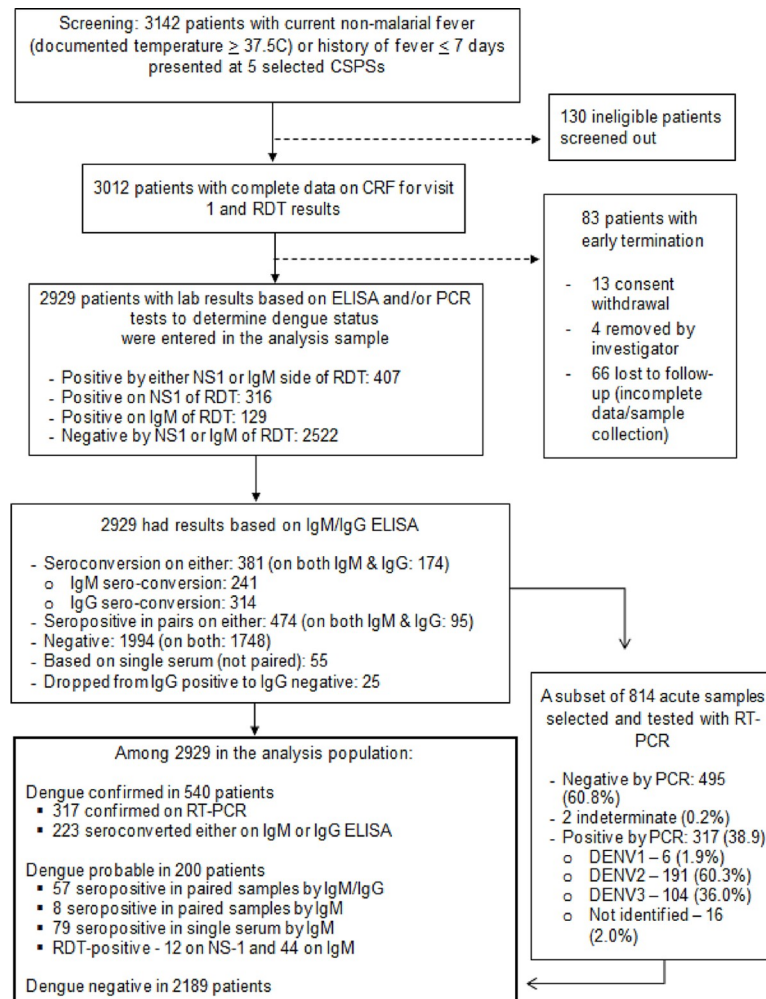 Screening: 3142 patients with current non-malarial fever
(documented temperature ≥ 37.5C) or history of fever ≤ 7 days
presented at 5 selected CSPSs
130 ineligible patients
screened out
3012 patients with complete data on CRF for visit
1 and RDT results
83 patients with
early termination
- 13 consent
withdrawal
- 4 removed by
investigator
- 66 lost to follow-
up (incomplete
data/sample
collection)
2929 patients with lab results based on ELISA and/or PCR
tests to determine dengue status
were entered in the analysis sample
- Positive by either NS1 or IgM side of RDT: 407
- Positive on NS1 of RDT: 316
- Positive on IgM of RDT: 129
- Negative by NS1 or IgM of RDT: 2522
2929 had results based on IgM/IgG ELISA
- Seroconversion on either: 381 (on both IgM & IgG: 174)
o IgM sero-conversion: 241
o IgG sero-conversion: 314
- Seropositive in pairs on either: 474 (on both IgM & IgG: 95)
- Negative: 1994 (on both: 1748)
- Based on single serum (not paired): 55
- Dropped from IgG positive to IgG negative: 25
A subset of 814 acute samples
selected and tested with RT-
PCR
- Negative by PCR: 495
(60.8%)
- 2 indeterminate (0.2%)
- Positive by PCR: 317 (38.9)
o DENV1 – 6 (1.9%)
o DENV2 – 191 (60.3%)
o DENV3 – 104 (36.0%)
o Not identified – 16
(2.0%)
Among 2929 in the analysis population:
Dengue confirmed in 540 patients
▪ 317 confirmed on RT-PCR
▪ 223 seroconverted either on IgM or IgG ELISA
Dengue probable in 200 patients
▪ 57 seropositive in paired samples by IgM/IgG
▪ 8 seropositive in paired samples by IgM
▪ 79 seropositive in single serum by IgM
▪ RDT-positive - 12 on NS-1 and 44 on IgM
Dengue negative in 2189 patients